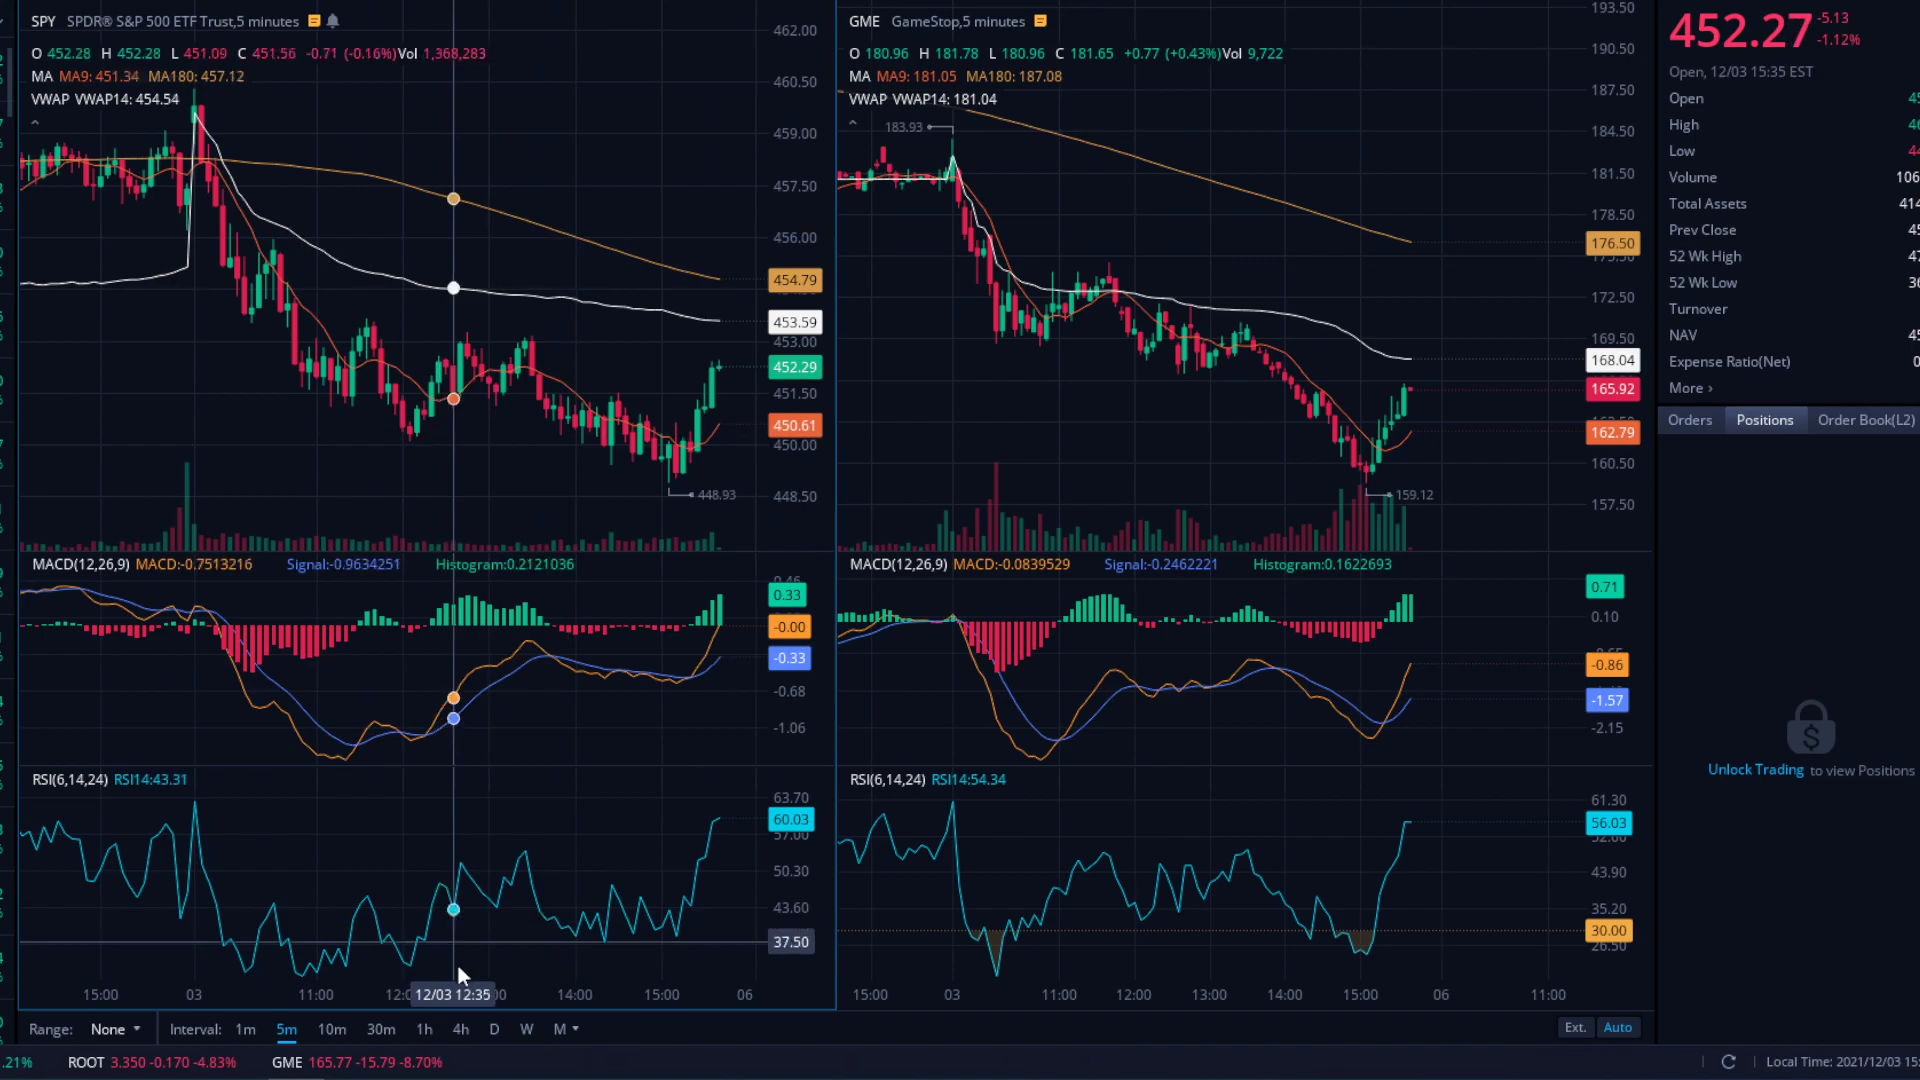 SPY SPDR® S&P 500 ETF Trust,5 minutes
O 452.28 H 452.28 L 451.09 C 451.56 -0.71 (-0.16%)Vol 1,368,283
MA MA9: 451.34 MA180: 457.12
VWAP VWAP14: 454.54
462.00
460.50
459.00
457.50
456.00
454.79
453.59
453.00
452.29
451.50
450.61
450.00
448.93
448.50
MACD(12,26,9) MACD:-0.7513216 Signal:-0.9634251 Histogram:0.2121036
0.33
-0.00
-0.33
-0.68
-1.06
RSI(6,14,24) RSI14:43.31
63.70
60.03
57.00
50.30
43.60
37.50
15:00 03 11:00 12/03 12:35 14:00 15:00 06
GME GameStop,5 minutes
O 180.96 H 181.78 L 180.96 C 181.65 +0.77 (+0.43%)Vol 9,722
MA MA9: 181.05 MA180: 187.08
VWAP VWAP14: 181.04
183.93
193.50
190.50
187.50
184.50
181.50
178.50
176.50
172.50
169.50
168.04
165.92
162.79
160.50
159.12
157.50
MACD(12,26,9) MACD:-0.0839529 Signal:-0.2462221 Histogram:0.1622693
0.71
0.10
-0.86
-1.57
-2.15
RSI(6,14,24) RSI14:54.34
61.30
56.03
43.90
35.20
30.00
26.50
15:00 03 11:00 12:00 13:00 14:00 15:00 06 11:00
452.27 -5.13
-1.12%
Open, 12/03 15:35 EST
Open
High
Low
Volume 106
Total Assets 414
Prev Close
52 Wk High
52 Wk Low
Turnover
NAV
Expense Ratio(Net)
More ›
Orders Positions Order Book(L2)
Unlock Trading to view Positions
Range: None Interval: 1m 5m 10m 30m 1h 4h D W M
Ext. Auto
.21% ROOT 3.350 -0.170 -4.83% GME 165.77 -15.79 -8.70%
Local Time: 2021/12/03 15: